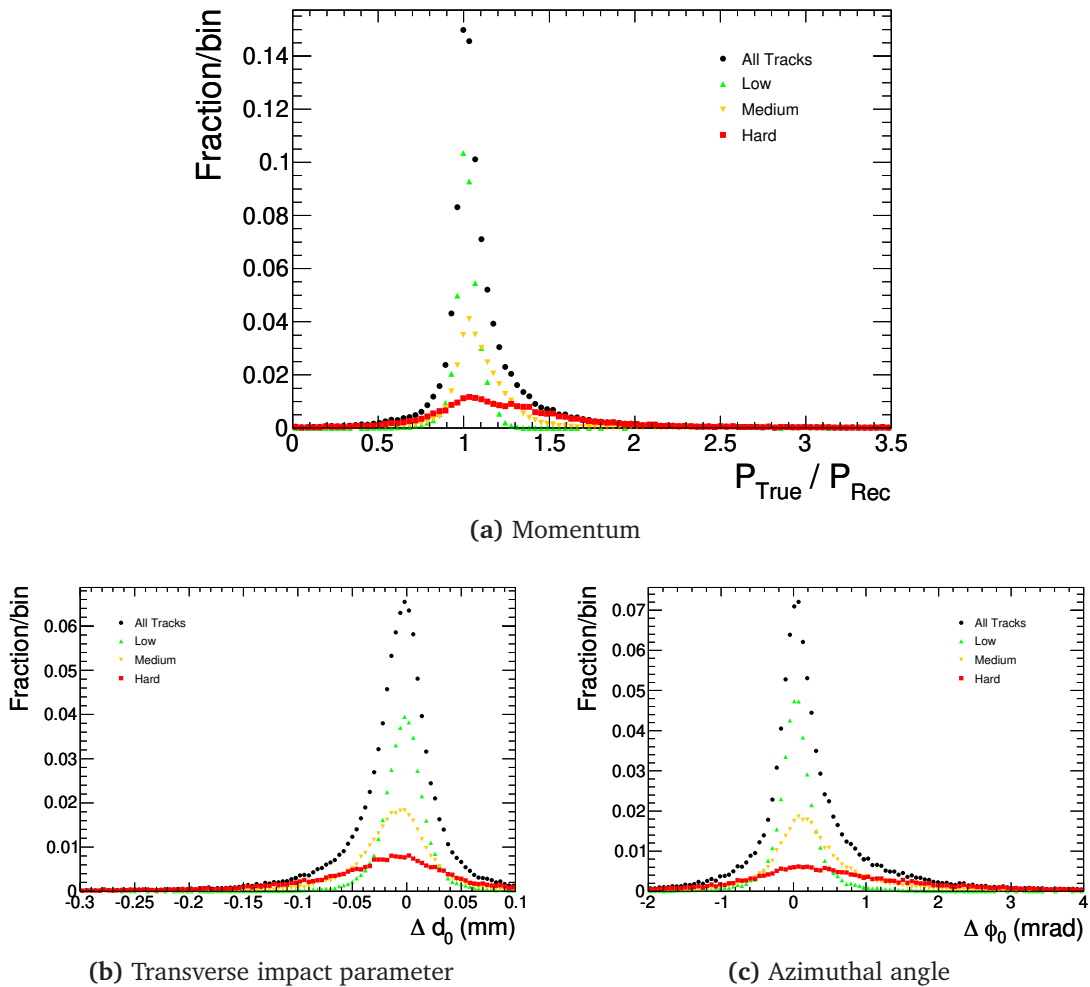 Fraction/bin
0.14
0.12
0.1
0.08
0.06
0.04
0.02
0
All Tracks
Low
Medium
Hard
0 0.5 1 1.5 2 2.5 3 3.5
P_True / P_Rec
(a) Momentum
Fraction/bin
0.06
0.05
0.04
0.03
0.02
0.01
0
All Tracks
Low
Medium
Hard
-0.3 -0.25 -0.2 -0.15 -0.1 -0.05 0 0.05 0.1
Δ d_0 (mm)
(b) Transverse impact parameter
Fraction/bin
0.07
0.06
0.05
0.04
0.03
0.02
0.01
0
All Tracks
Low
Medium
Hard
-2 -1 0 1 2 3 4
Δ ϕ_0 (mrad)
(c) Azimuthal angle